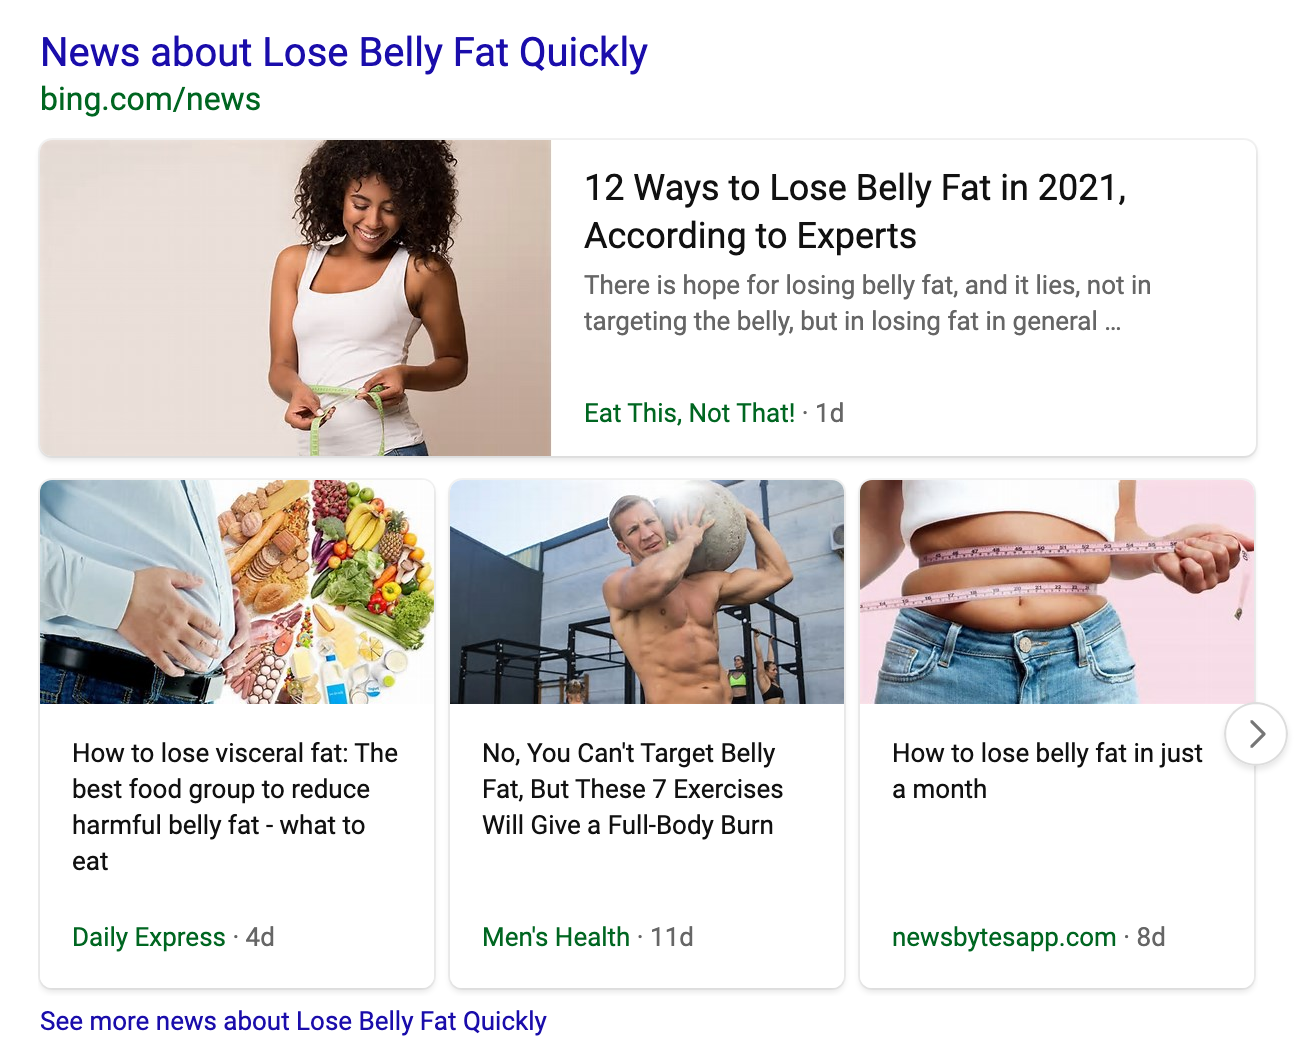 News about Lose Belly Fat Quickly
bing.com/news
12 Ways to Lose Belly Fat in 2021,
According to Experts
There is hope for losing belly fat, and it lies, not in
targeting the belly, but in losing fat in general ...
Eat This, Not That! · 1d
How to lose visceral fat: The
best food group to reduce
harmful belly fat - what to
eat
Daily Express · 4d
No, You Can't Target Belly
Fat, But These 7 Exercises
Will Give a Full-Body Burn
Men's Health · 11d
How to lose belly fat in just
a month
newsbytesapp.com · 8d
See more news about Lose Belly Fat Quickly